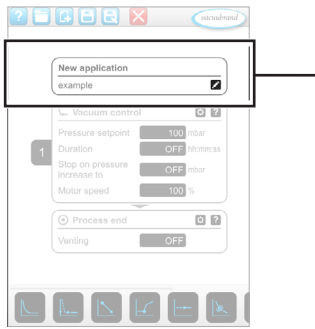 ? ?
vacuubrand
New application
example
Vacuum control ?
1
Pressure setpoint 100 mbar
Duration OFF hh:mm:ss
Stop on pressure
increase to OFF mbar
Motor speed 100 %
Process end ?
Venting OFF